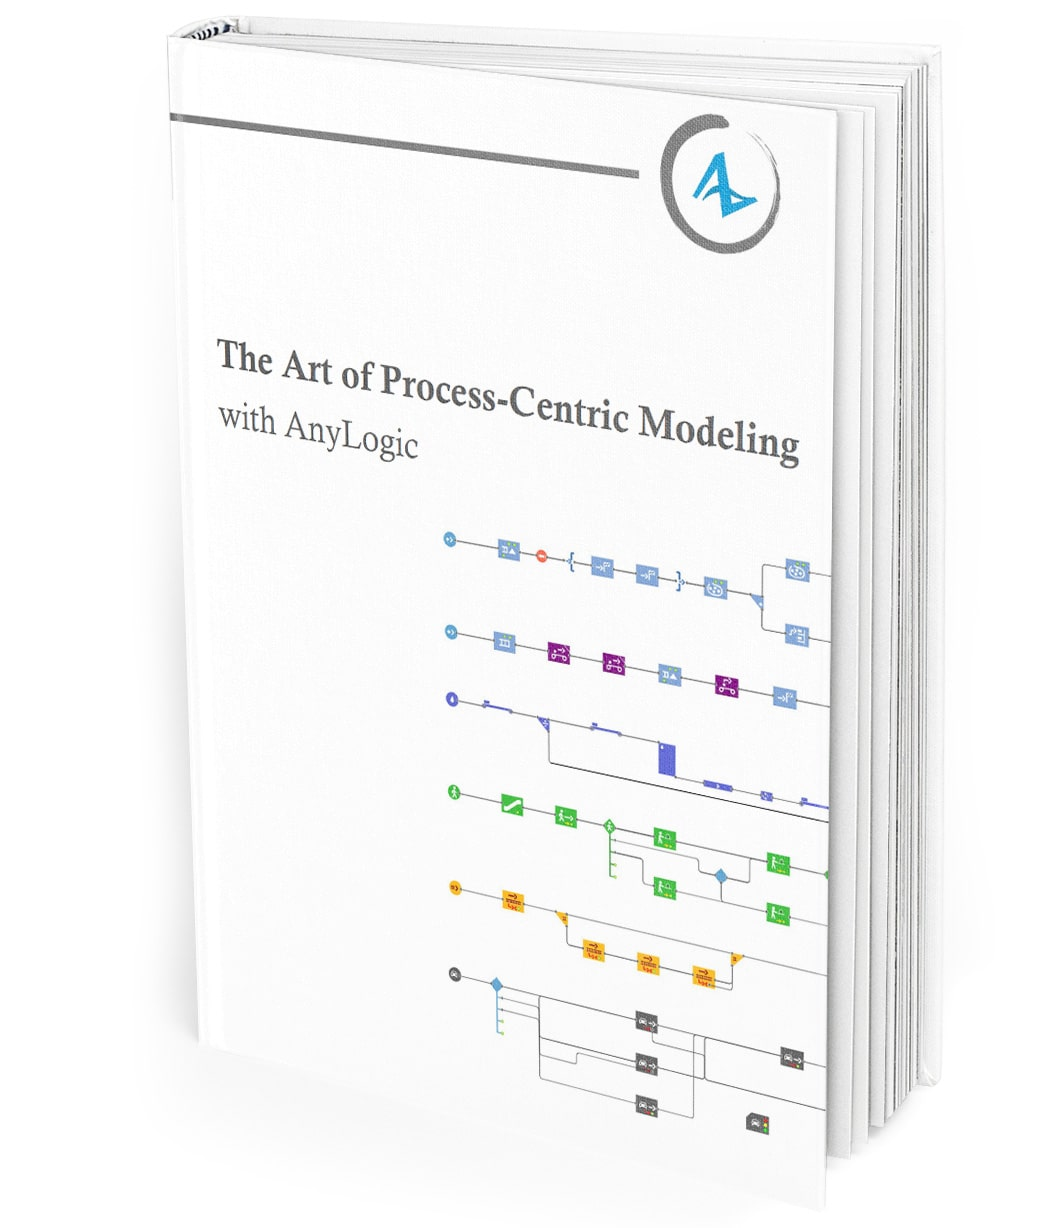 The Art of Process-Centric Modeling
with AnyLogic